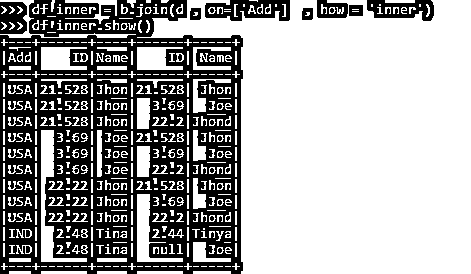 >>> df_inner = b.join(d , on=['Add'] , how = 'inner')
>>> df_inner.show()
+---+------+----+------+-----+
|Add|    ID|Name|    ID| Name|
+---+------+----+------+-----+
|USA|21.528|Jhon|21.528| Jhon|
|USA|21.528|Jhon|  3.69|  Joe|
|USA|21.528|Jhon|  22.2|Jhond|
|USA|  3.69| Joe|21.528| Jhon|
|USA|  3.69| Joe|  3.69|  Joe|
|USA|  3.69| Joe|  22.2|Jhond|
|USA| 22.22|Jhon|21.528| Jhon|
|USA| 22.22|Jhon|  3.69|  Joe|
|USA| 22.22|Jhon|  22.2|Jhond|
|IND|  2.48|Tina|  2.44|Tinya|
|IND|  2.48|Tina|  null|  Joe|
+---+------+----+------+-----+